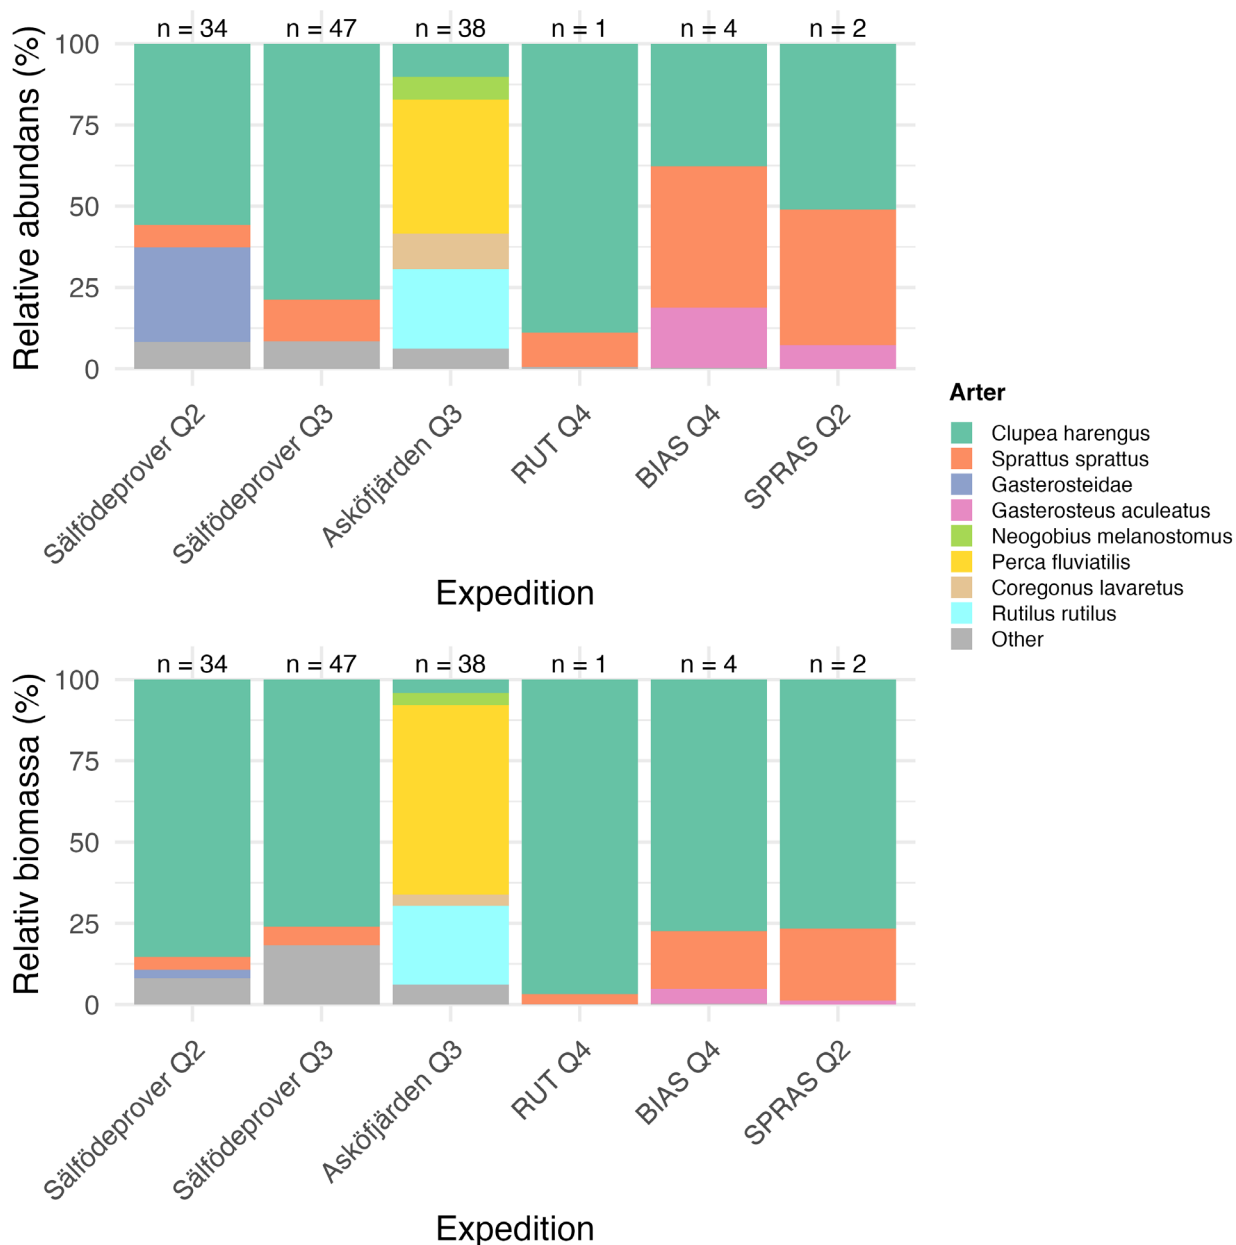 n = 34 n = 47 n = 38 n = 1 n = 4 n = 2
Relative abundans (%)
100
75
50
25
0
Sälfödeprover Q2
Sälfödeprover Q3
Asköfjärden Q3
RUT Q4
BIAS Q4
SPRAS Q2
Expedition
Arter
Clupea harengus
Sprattus sprattus
Gasterosteidae
Gasterosteus aculeatus
Neogobius melanostomus
Perca fluviatilis
Coregonus lavaretus
Rutilus rutilus
Other
n = 34 n = 47 n = 38 n = 1 n = 4 n = 2
Relativ biomassa (%)
100
75
50
25
0
Sälfödeprover Q2
Sälfödeprover Q3
Asköfjärden Q3
RUT Q4
BIAS Q4
SPRAS Q2
Expedition